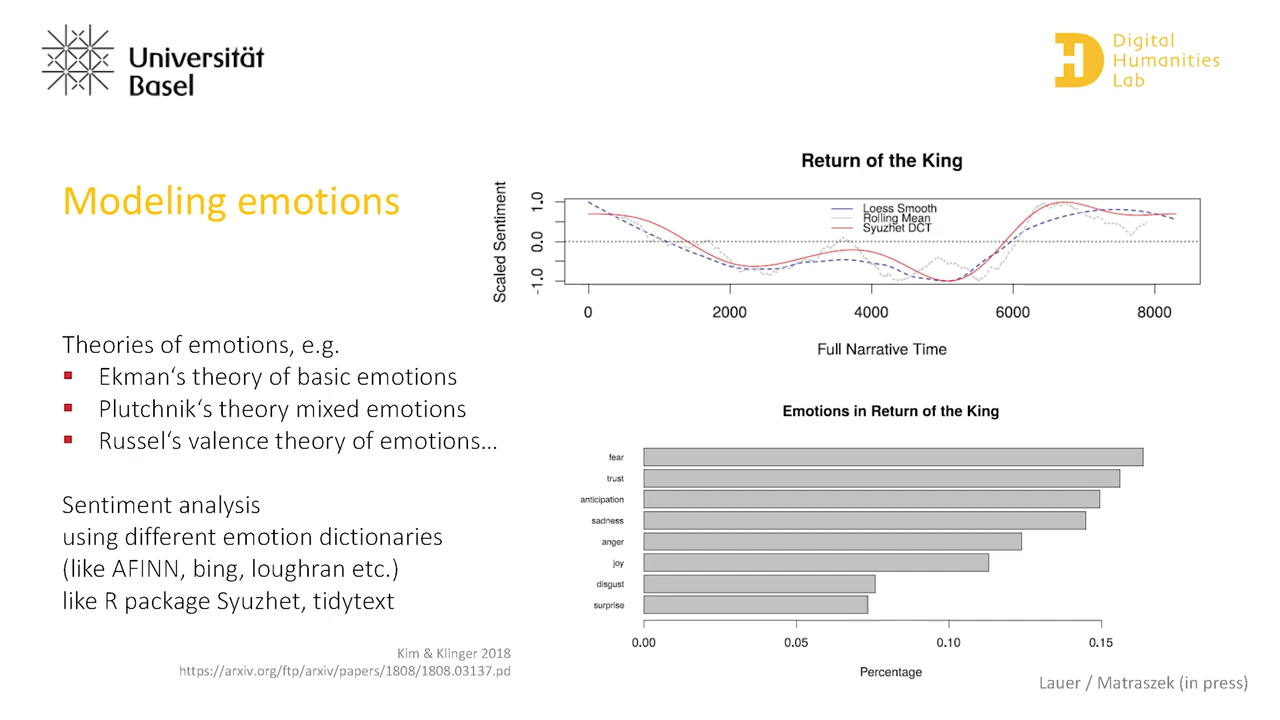 Universität
Basel
Digital
Humanities
Lab
Modeling emotions
Theories of emotions, e.g.
Ekman‘s theory of basic emotions
Plutchnik‘s theory mixed emotions
Russel‘s valence theory of emotions…
Sentiment analysis
using different emotion dictionaries
(like AFINN, bing, loughran etc.)
like R package Syuzhet, tidytext
Kim & Klinger 2018
https://arxiv.org/ftp/arxiv/papers/1808/1808.03137.pd
Return of the King
Scaled Sentiment
1.0
0.0
-1.0
Loess Smooth
Rolling Mean
Syuzhet DCT
0 2000 4000 6000 8000
Full Narrative Time
Emotions in Return of the King
fear
trust
anticipation
sadness
anger
joy
disgust
surprise
0.00 0.05 0.10 0.15
Percentage
Lauer / Matraszek (in press)